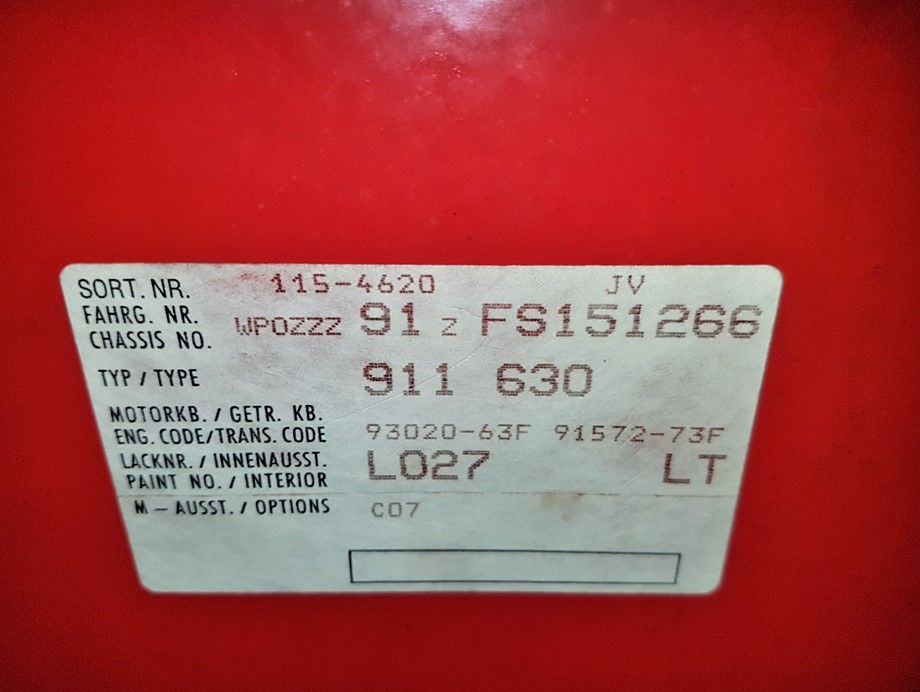 SORT. NR. 115-4620 JV
FAHRG. NR.
CHASSIS NO. WPOZZZ 91 Z FS151266
TYP / TYPE 911 630
MOTORKB. / GETR. KB.
ENG. CODE/TRANS. CODE 93020-63F 91572-73F
LACKNR. / INNENAUSST.
PAINT NO. / INTERIOR L027 LT
M – AUSST. / OPTIONS C07